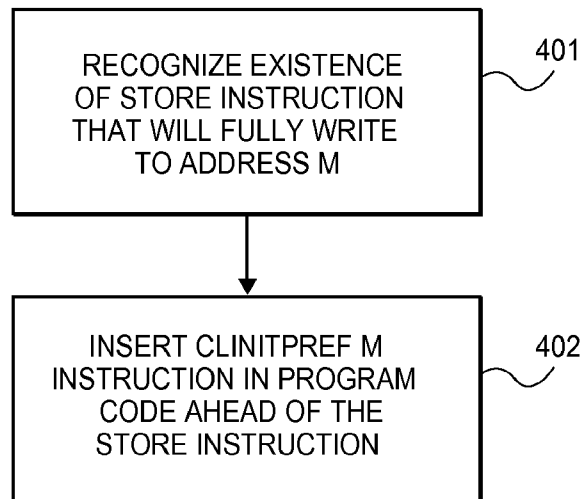 RECOGNIZE EXISTENCE
OF STORE INSTRUCTION
THAT WILL FULLY WRITE
TO ADDRESS M
401
INSERT CLINITPREF M
INSTRUCTION IN PROGRAM
CODE AHEAD OF THE
STORE INSTRUCTION
402